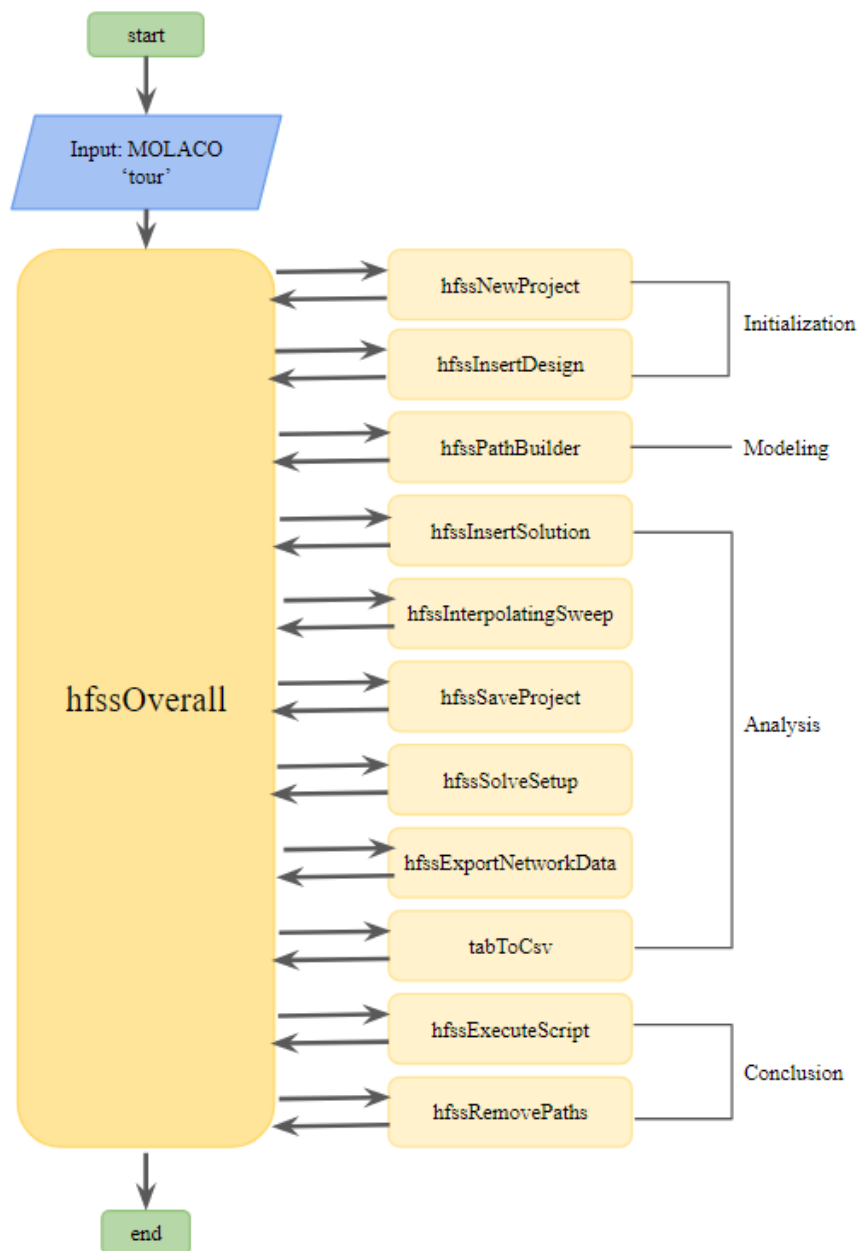 start
Input: MOLACO
‘tour’
hfssOverall
hfssNewProject
hfssInsertDesign
Initialization
hfssPathBuilder
Modeling
hfssInsertSolution
hfssInterpolatingSweep
hfssSaveProject
hfssSolveSetup
hfssExportNetworkData
tabToCsv
Analysis
hfssExecuteScript
hfssRemovePaths
Conclusion
end